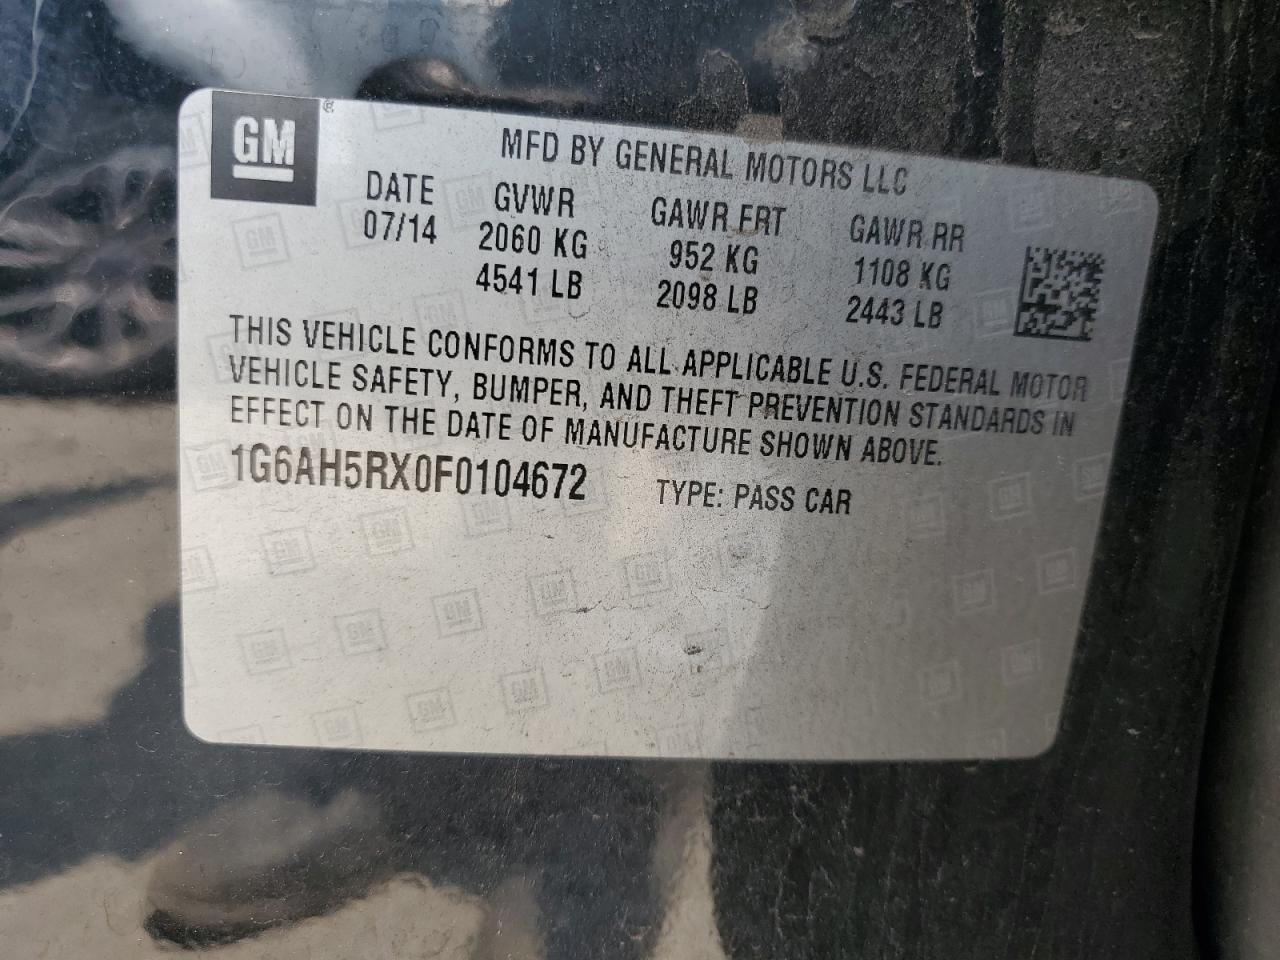 GM
MFD BY GENERAL MOTORS LLC
DATE GVWR GAWR FRT GAWR RR
07/14 2060 KG 952 KG 1108 KG
4541 LB 2098 LB 2443 LB
THIS VEHICLE CONFORMS TO ALL APPLICABLE U.S. FEDERAL MOTOR
VEHICLE SAFETY, BUMPER, AND THEFT PREVENTION STANDARDS IN
EFFECT ON THE DATE OF MANUFACTURE SHOWN ABOVE.
1G6AH5RX0F0104672 TYPE: PASS CAR